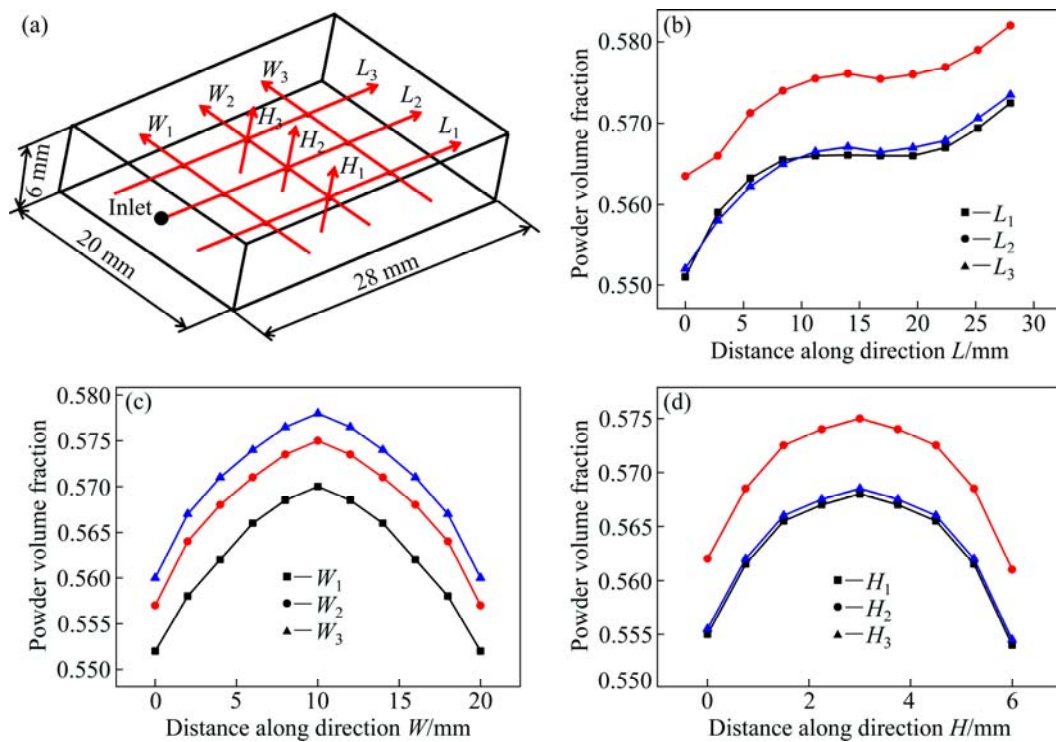 (a)
W₃
L₃
W₂
H₃
L₂
W₁
H₂
L₁
H₁
6 mm
Inlet
20 mm
28 mm
(b)
0.580
0.570
0.560
0.550
Powder volume fraction
L₁
L₂
L₃
0 5 10 15 20 25 30
Distance along direction L/mm
(c)
0.580
0.575
0.570
0.565
0.560
0.555
0.550
Powder volume fraction
W₁
W₂
W₃
0 5 10 15 20
Distance along direction W/mm
(d)
0.575
0.570
0.565
0.560
0.555
0.550
Powder volume fraction
H₁
H₂
H₃
0 2 4 6
Distance along direction H/mm